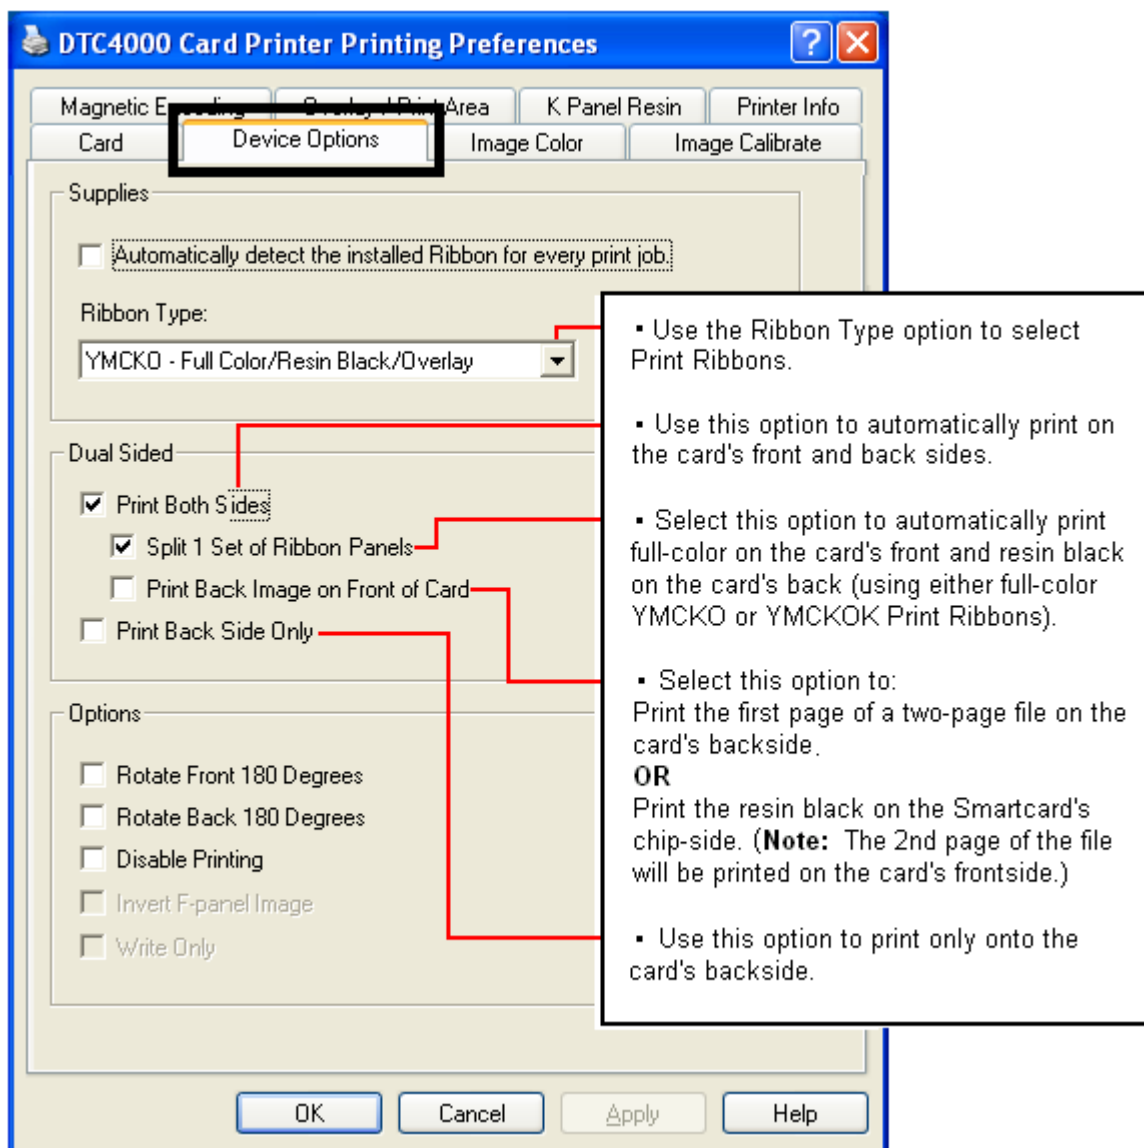 DTC4000 Card Printer Printing Preferences
Magnetic Encoding Overlay / Print Area K Panel Resin Printer Info
Card Device Options Image Color Image Calibrate
Supplies
Automatically detect the installed Ribbon for every print job.
Ribbon Type:
YMCKO - Full Color/Resin Black/Overlay
Dual Sided
Print Both Sides
Split 1 Set of Ribbon Panels
Print Back Image on Front of Card
Print Back Side Only
Options
Rotate Front 180 Degrees
Rotate Back 180 Degrees
Disable Printing
Invert F-panel Image
Write Only
▪ Use the Ribbon Type option to select
Print Ribbons.
▪ Use this option to automatically print on
the card's front and back sides.
▪ Select this option to automatically print
full-color on the card's front and resin black
on the card's back (using either full-color
YMCKO or YMCKOK Print Ribbons).
▪ Select this option to:
Print the first page of a two-page file on the
card's backside.
OR
Print the resin black on the Smartcard's
chip-side. (Note: The 2nd page of the file
will be printed on the card's frontside.)
▪ Use this option to print only onto the
card's backside.
OK Cancel Apply Help